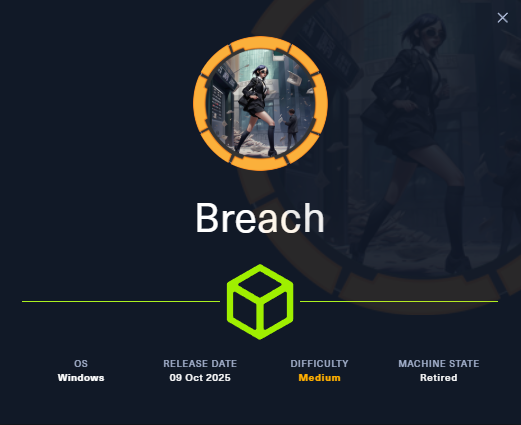 Breach
OS RELEASE DATE DIFFICULTY MACHINE STATE
Windows 09 Oct 2025 Medium Retired